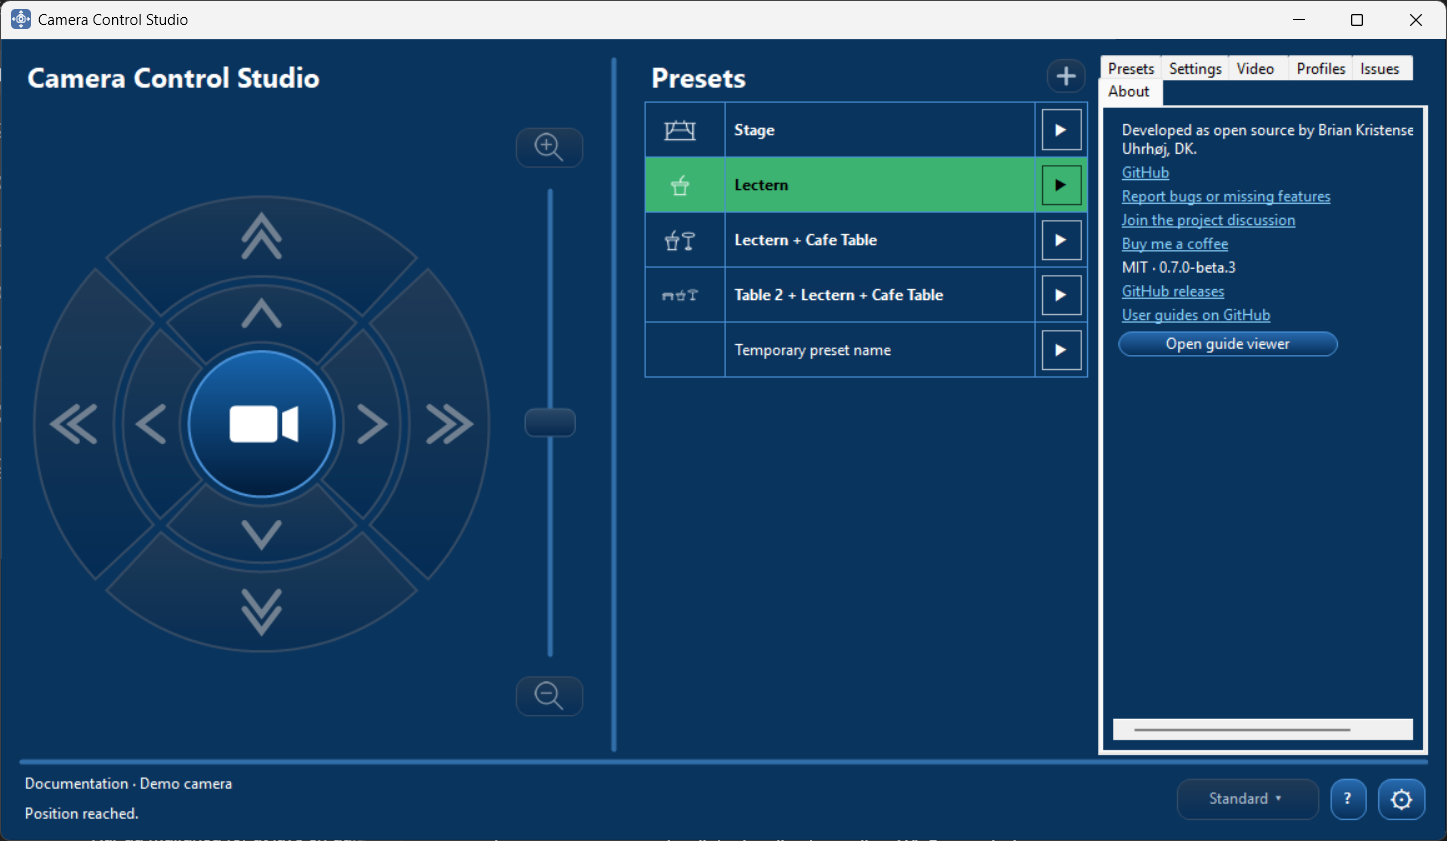 Camera Control Studio
Camera Control Studio
Presets
Stage
Lectern
Lectern + Cafe Table
Table 2 + Lectern + Cafe Table
Temporary preset name
Presets
Settings
Video
Profiles
Issues
About
Developed as open source by Brian Kristense
Uhrhøj, DK.
GitHub
Report bugs or missing features
Join the project discussion
Buy me a coffee
MIT · 0.7.0-beta.3
GitHub releases
User guides on GitHub
Open guide viewer
Documentation · Demo camera
Position reached.
Standard
?